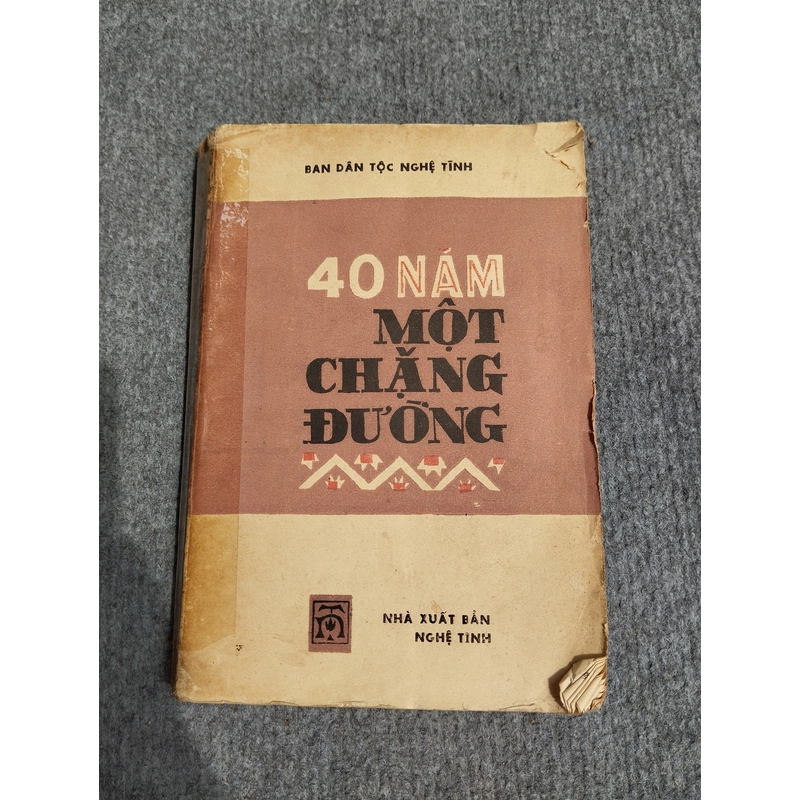 BAN DÂN TỘC NGHỆ TĨNH
40 NĂM
MỘT
CHẶNG
ĐƯỜNG
NHÀ XUẤT BẢN
NGHỆ TĨNH